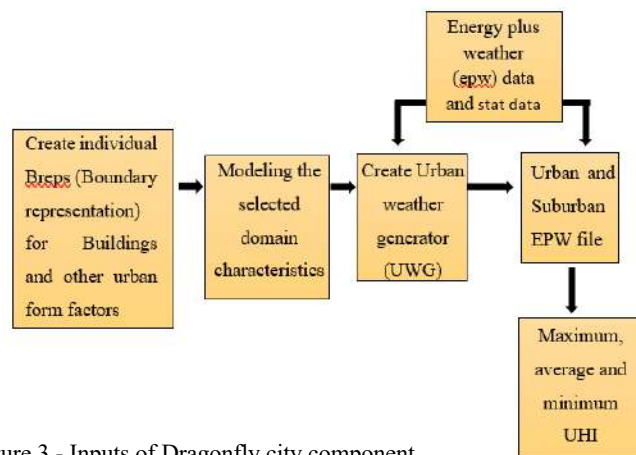 Energy plus
weather
(epw) data
and stat data
Create individual
Breps (Boundary
representation)
for Buildings
and other urban
form factors
Modeling the
selected
domain
characteristics
Create Urban
weather
generator
(UWG)
Urban and
Suburban
EPW file
Maximum,
average and
minimum
UHI
ure 3 - Inputs of Dragonfly city component